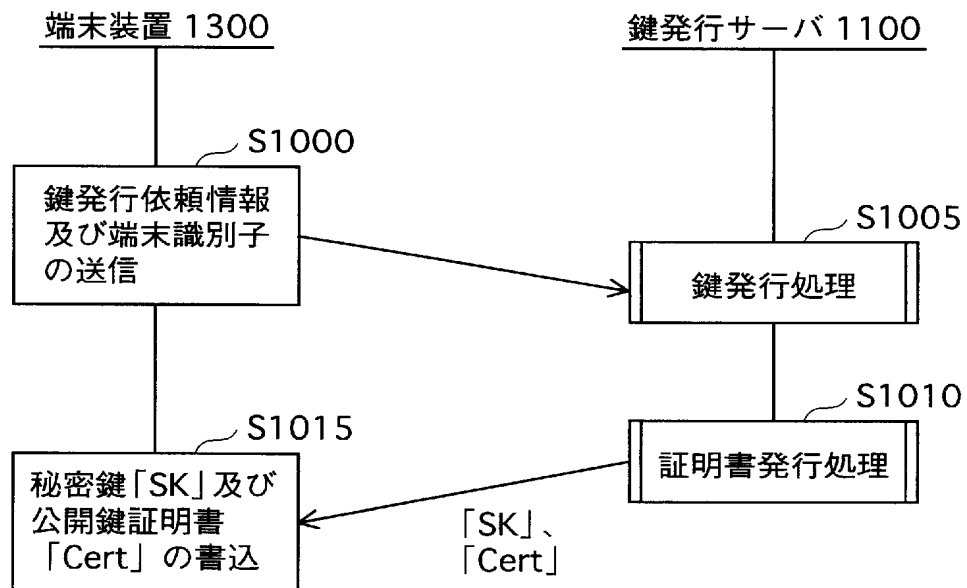 端末装置 1300
鍵発行サーバ 1100
S1000
鍵発行依頼情報
及び端末識別子
の送信
S1005
鍵発行処理
S1010
証明書発行処理
S1015
秘密鍵「SK」及び
公開鍵証明書
「Cert」の書込
「SK」、
「Cert」